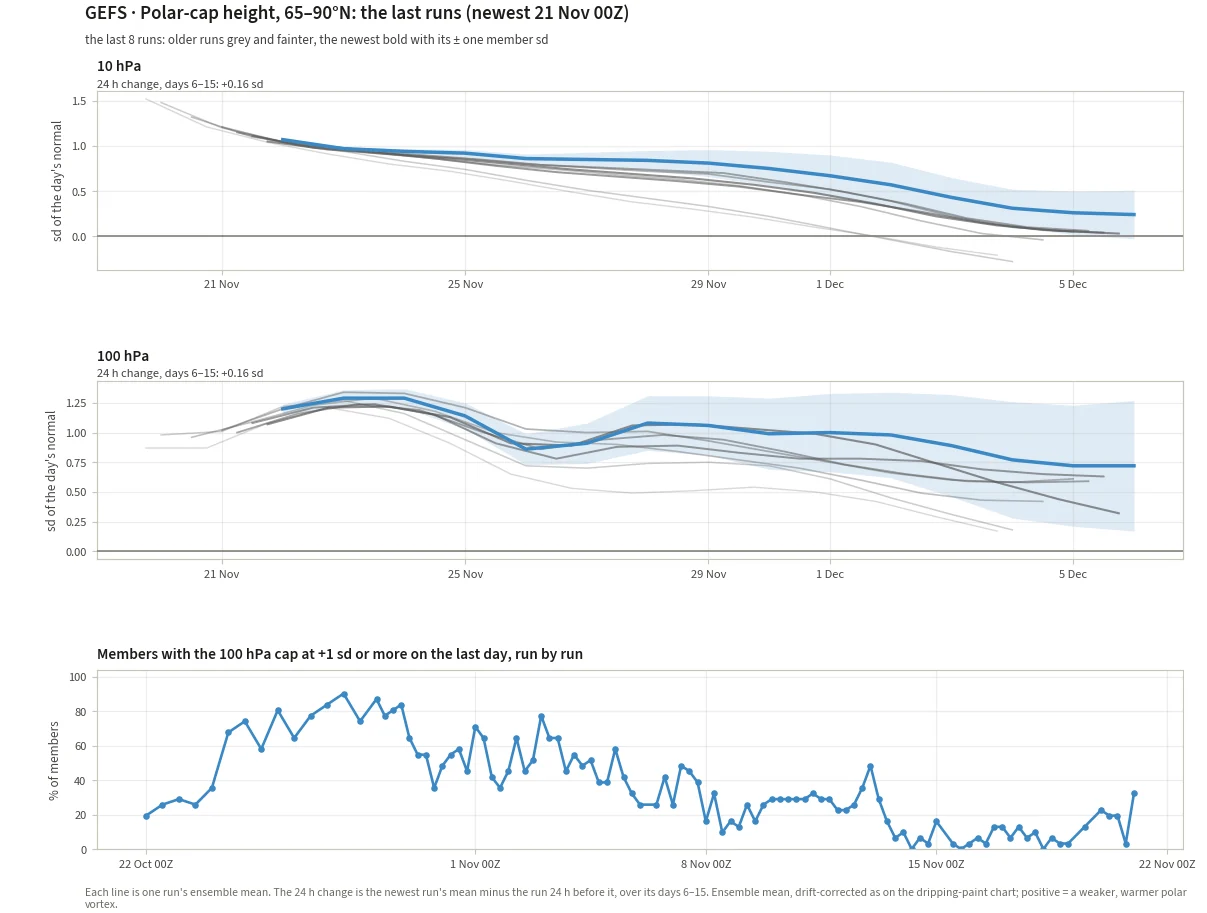 GEFS · Polar-cap height, 65–90°N: the last runs (newest 21 Nov 00Z)
the last 8 runs: older runs grey and fainter, the newest bold with its ± one member sd
10 hPa
24 h change, days 6–15: +0.16 sd
sd of the day's normal
1.5
1.0
0.5
0.0
21 Nov
25 Nov
29 Nov
1 Dec
5 Dec
100 hPa
24 h change, days 6–15: +0.16 sd
sd of the day's normal
1.25
1.00
0.75
0.50
0.25
0.00
21 Nov
25 Nov
29 Nov
1 Dec
5 Dec
Members with the 100 hPa cap at +1 sd or more on the last day, run by run
% of members
100
80
60
40
20
0
22 Oct 00Z
1 Nov 00Z
8 Nov 00Z
15 Nov 00Z
22 Nov 00Z
Each line is one run's ensemble mean. The 24 h change is the newest run's mean minus the run 24 h before it, over its days 6–15. Ensemble mean, drift-corrected as on the dripping-paint chart; positive = a weaker, warmer polar
vortex.